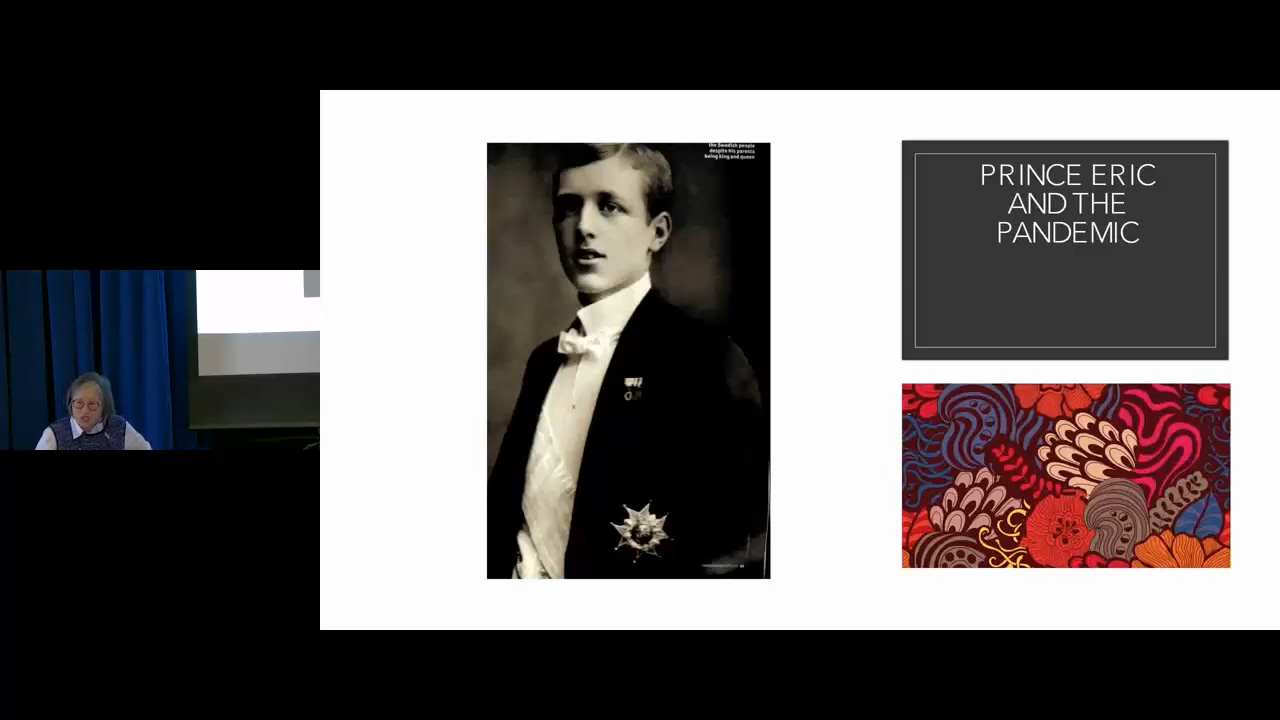 the Swedish people
despite his parents
being king and queen
PRINCE ERIC
AND THE
PANDEMIC